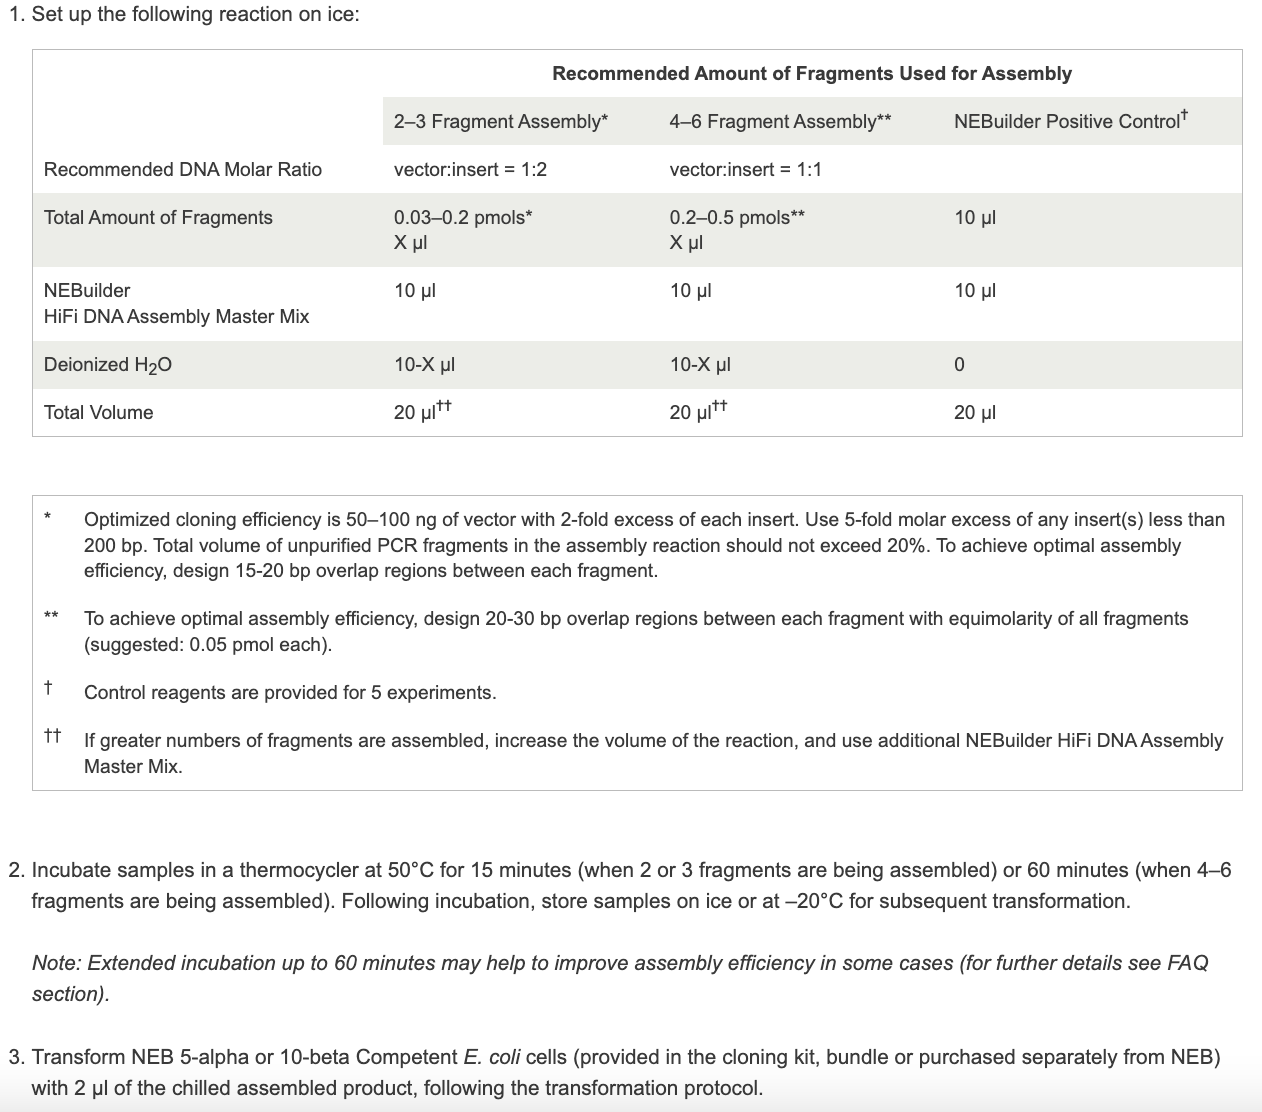 1. Set up the following reaction on ice:
Recommended Amount of Fragments Used for Assembly
2–3 Fragment Assembly* 4–6 Fragment Assembly** NEBuilder Positive Control†
Recommended DNA Molar Ratio vector:insert = 1:2 vector:insert = 1:1
Total Amount of Fragments 0.03–0.2 pmols* 0.2–0.5 pmols** 10 µl
X µl X µl
NEBuilder 10 µl 10 µl 10 µl
HiFi DNA Assembly Master Mix
Deionized H2O 10-X µl 10-X µl 0
Total Volume 20 µl†† 20 µl†† 20 µl
* Optimized cloning efficiency is 50–100 ng of vector with 2-fold excess of each insert. Use 5-fold molar excess of any insert(s) less than
200 bp. Total volume of unpurified PCR fragments in the assembly reaction should not exceed 20%. To achieve optimal assembly
efficiency, design 15-20 bp overlap regions between each fragment.
** To achieve optimal assembly efficiency, design 20-30 bp overlap regions between each fragment with equimolarity of all fragments
(suggested: 0.05 pmol each).
† Control reagents are provided for 5 experiments.
†† If greater numbers of fragments are assembled, increase the volume of the reaction, and use additional NEBuilder HiFi DNA Assembly
Master Mix.
2. Incubate samples in a thermocycler at 50°C for 15 minutes (when 2 or 3 fragments are being assembled) or 60 minutes (when 4–6
fragments are being assembled). Following incubation, store samples on ice or at –20°C for subsequent transformation.
Note: Extended incubation up to 60 minutes may help to improve assembly efficiency in some cases (for further details see FAQ
section).
3. Transform NEB 5-alpha or 10-beta Competent E. coli cells (provided in the cloning kit, bundle or purchased separately from NEB)
with 2 µl of the chilled assembled product, following the transformation protocol.